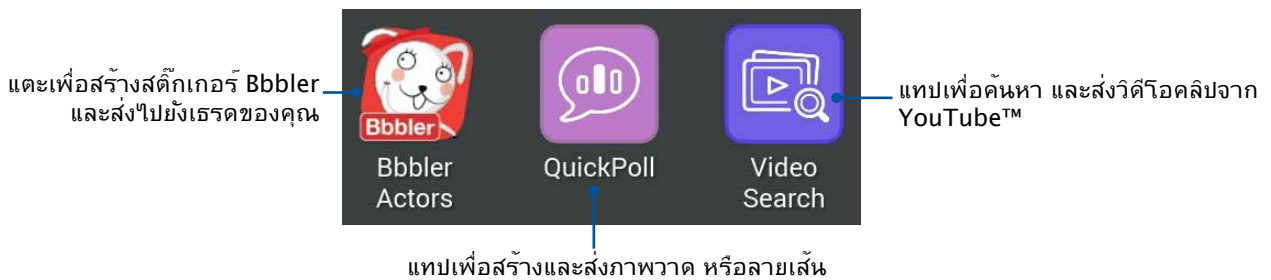 แตะเพื่อสร้างสติ๊กเกอร์ Bbbler
และส่งไปยังเธรดของคุณ
Bbbler
Bbbler
Actors
QuickPoll
Video
Search
แทปเพื่อค้นหา และส่งวิดีโอคลิปจาก
YouTube™
แทปเพื่อสร้างและส่งภาพวาด หรือลายเส้น